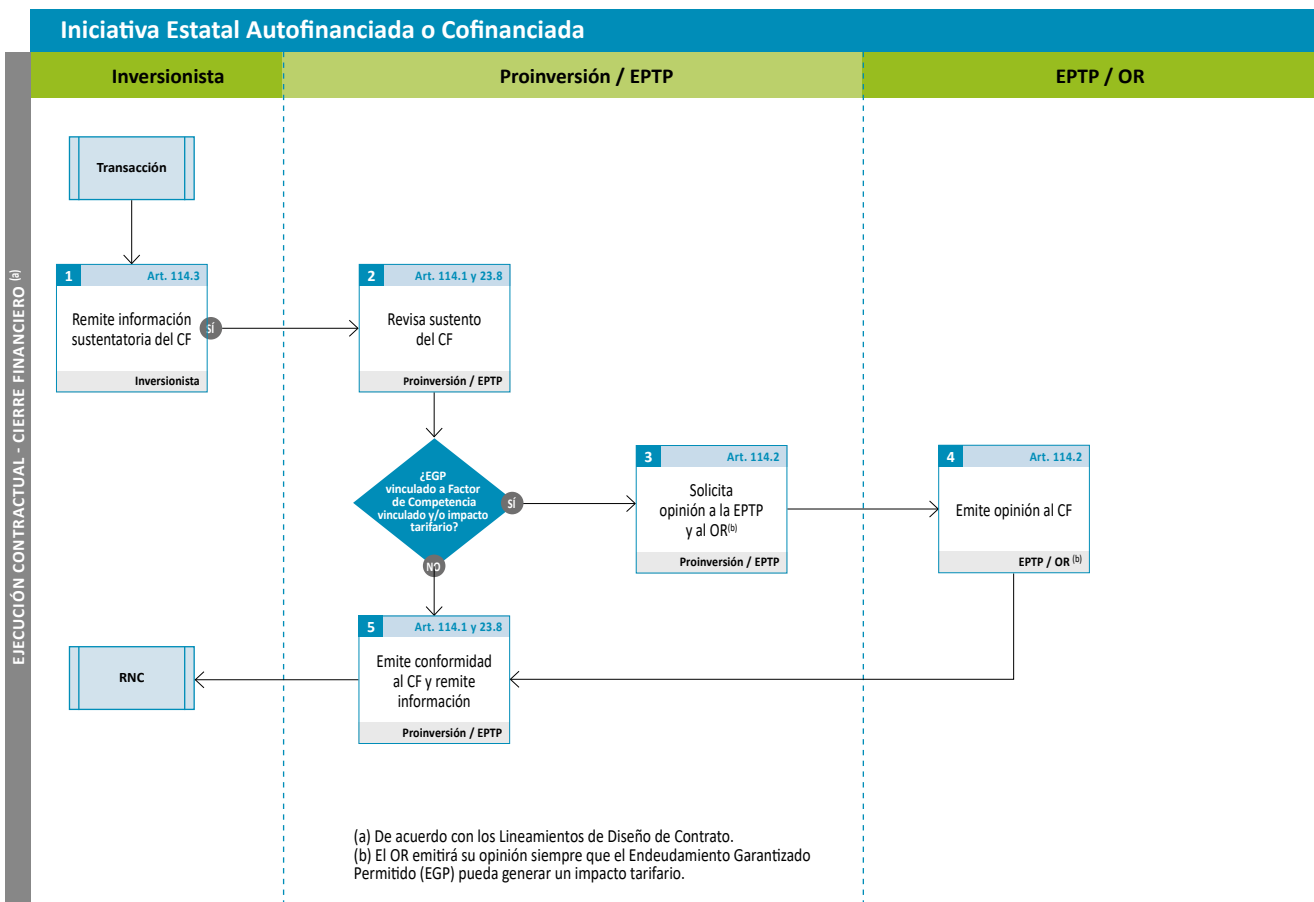 Iniciativa Estatal Autofinanciada o Cofinanciada
Inversionista
Proinversión / EPTP
EPTP / OR
EJECUCIÓN CONTRACTUAL - CIERRE FINANCIERO (a)
Transacción
1
Art. 114.3
Remite información
sustentatoria del CF
Inversionista
SÍ
2
Art. 114.1 y 23.8
Revisa sustento
del CF
Proinversión / EPTP
¿EGP
vinculado a Factor
de Competencia
vinculado y/o impacto
tarifario?
SÍ
NO
3
Art. 114.2
Solicita
opinión a la EPTP
y al OR(b)
Proinversión / EPTP
4
Art. 114.2
Emite opinión al CF
EPTP / OR (b)
5
Art. 114.1 y 23.8
Emite conformidad
al CF y remite
información
Proinversión / EPTP
RNC
(a) De acuerdo con los Lineamientos de Diseño de Contrato.
(b) El OR emitirá su opinión siempre que el Endeudamiento Garantizado
Permitido (EGP) pueda generar un impacto tarifario.